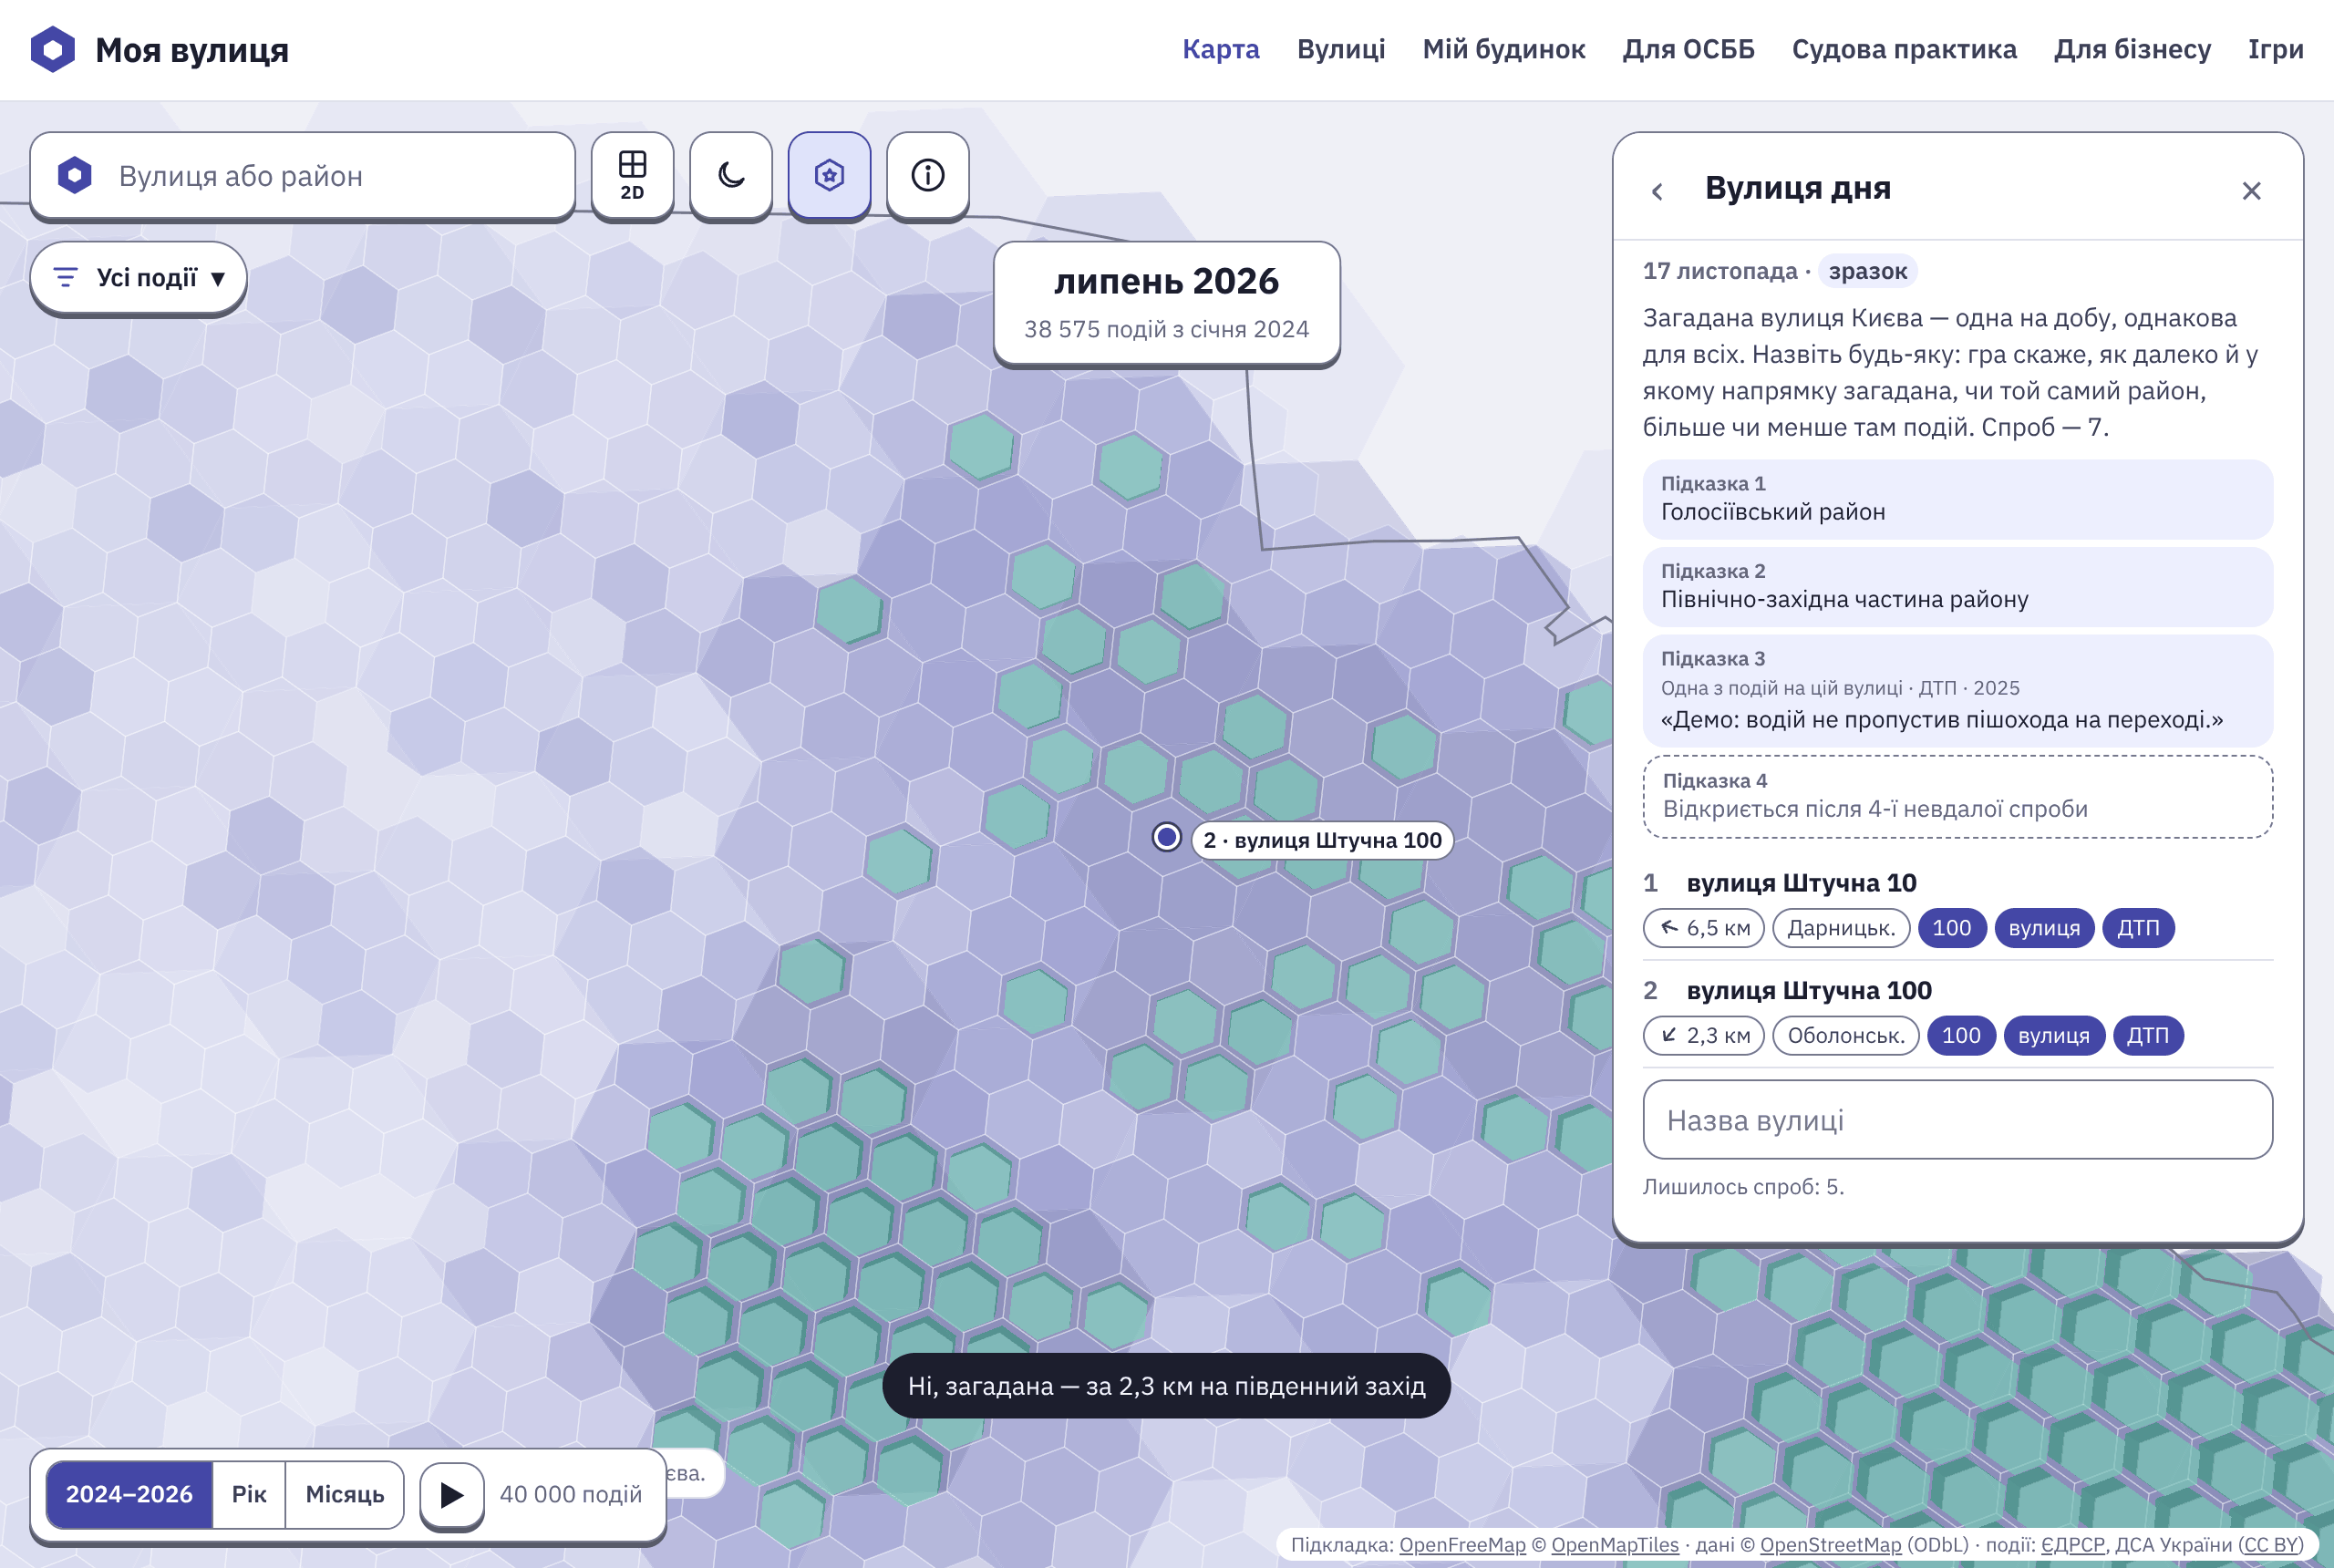 Моя вулиця
Карта Вулиці Мій будинок Для ОСББ Судова практика Для бізнесу Ігри
Вулиця або район
2D
Усі події ▼
липень 2026
38 575 подій з січня 2024
Вулиця дня
17 листопада · зразок
Загадана вулиця Києва — одна на добу, однакова
для всіх. Назвіть будь-яку: гра скаже, як далеко й у
якому напрямку загадана, чи той самий район,
більше чи менше там подій. Спроб — 7.
Підказка 1
Голосіївський район
Підказка 2
Північно-західна частина району
Підказка 3
Одна з подій на цій вулиці · ДТП · 2025
«Демо: водій не пропустив пішохода на переході.»
Підказка 4
Відкриється після 4-ї невдалої спроби
2 · вулиця Штучна 100
1 вулиця Штучна 10
6,5 км Дарницьк. 100 вулиця ДТП
2 вулиця Штучна 100
2,3 км Оболонськ. 100 вулиця ДТП
Назва вулиці
Лишилось спроб: 5.
Ні, загадана — за 2,3 км на південний захід
2024–2026 Рік Місяць 40 000 подій
єва.
Підкладка: OpenFreeMap © OpenMapTiles · дані © OpenStreetMap (ODbL) · події: ЄДРСР, ДСА України (CC BY)